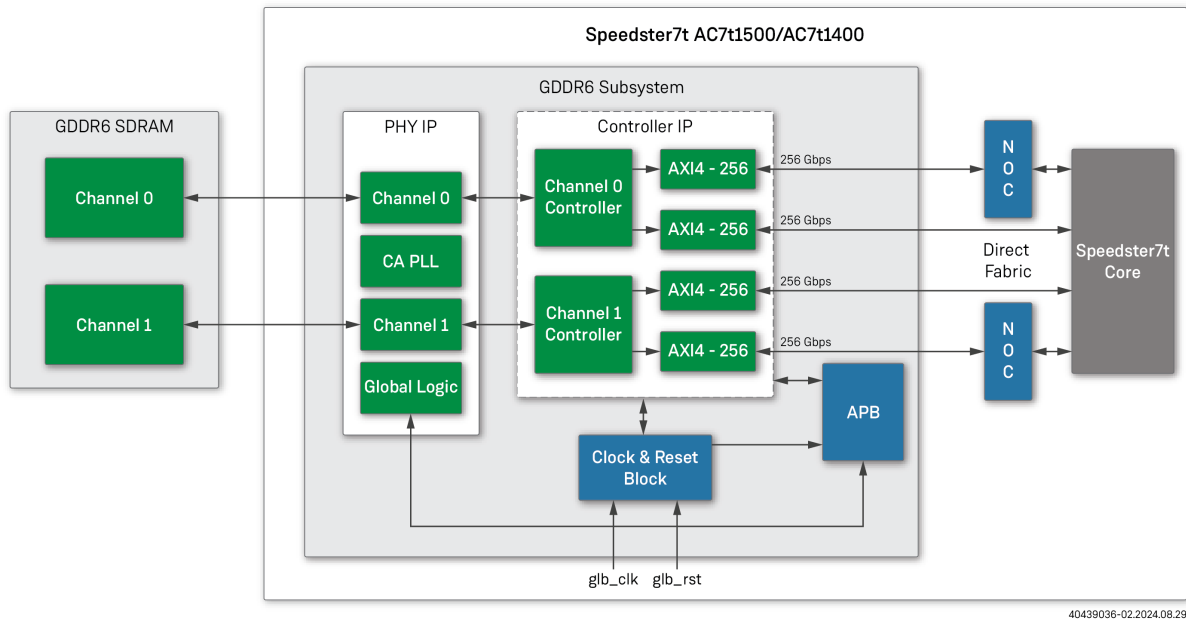 Speedster7t AC7t1500/AC7t1400
GDDR6 Subsystem
GDDR6 SDRAM
Channel 0
Channel 1
PHY IP
Channel 0
CA PLL
Channel 1
Global Logic
Controller IP
Channel 0
Controller
Channel 1
Controller
AXI4 - 256
AXI4 - 256
AXI4 - 256
AXI4 - 256
256 Gbps
256 Gbps
256 Gbps
256 Gbps
N
O
C
Direct
Fabric
N
O
C
Speedster7t
Core
APB
Clock & Reset
Block
glb_clk
glb_rst
40439036-02.2024.08.29